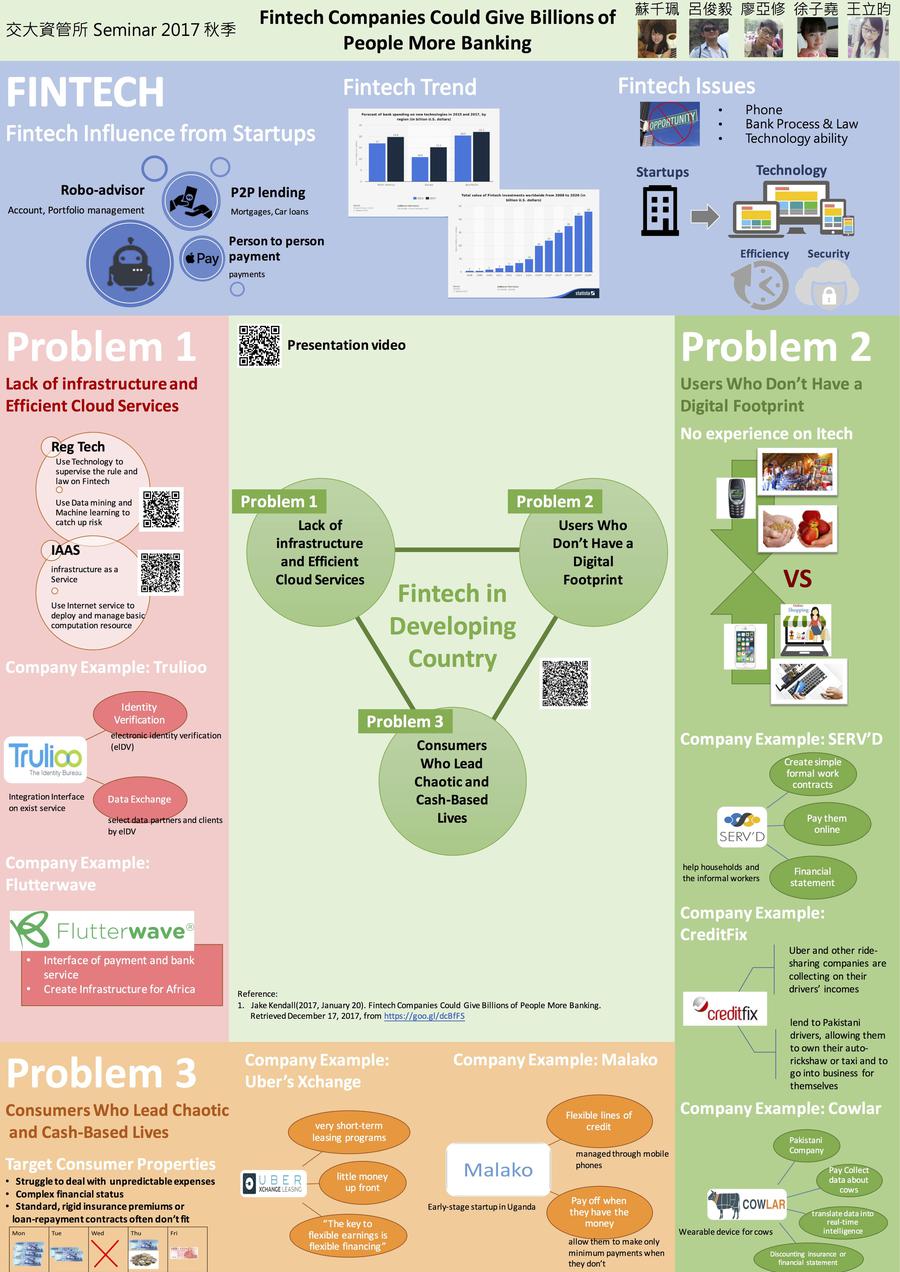 交大資管所 Seminar 2017 秋季
Fintech Companies Could Give Billions of
People More Banking
蘇千珮 呂俊毅 廖亞修 徐子堯 王立昀
FINTECH
Fintech Influence from Startups
Robo-advisor
Account, Portfolio management
P2P lending
Mortgages, Car loans
Person to person
payment
payments
Pay
Fintech Trend
Forecast of bank spending on new technologies in 2015 and 2017, by
region (in billion U.S. dollars)
Total value of Fintech investments worldwide from 2008 to 2020 (in
billion U.S. dollars)
statista
Fintech Issues
OPPORTUNITY
• Phone
• Bank Process & Law
• Technology ability
Startups
Technology
Efficiency
Security
Problem 1
Lack of infrastructure and
Efficient Cloud Services
Reg Tech
Use Technology to
supervise the rule and
law on Fintech
Use Data mining and
Machine learning to
catch up risk
IAAS
infrastructure as a
Service
Use Internet service to
deploy and manage basic
computation resource
Company Example: Trulioo
Identity
Verification
electronic identity verification
(eIDV)
Trulioo
The Identity Bureau
Integration Interface
on exist service
Data Exchange
select data partners and clients
by eIDV
Company Example:
Flutterwave
Flutterwave®
• Interface of payment and bank
service
• Create Infrastructure for Africa
Presentation video
Problem 1
Lack of
infrastructure
and Efficient
Cloud Services
Problem 2
Users Who
Don't Have a
Digital
Footprint
Fintech in
Developing
Country
Problem 3
Consumers
Who Lead
Chaotic and
Cash-Based
Lives
Reference:
1. Jake Kendall(2017, January 20). Fintech Companies Could Give Billions of People More Banking.
Retrieved December 17, 2017, from https://goo.gl/dcBfFS
Problem 2
Users Who Don't Have a
Digital Footprint
No experience on Itech
VS
Shopping
Company Example: SERV'D
Create simple
formal work
contracts
SERV'D
Pay them
online
help households and
the informal workers
Financial
statement
Company Example:
CreditFix
Uber and other ride-
sharing companies are
collecting on their
drivers' incomes
creditfix
lend to Pakistani
drivers, allowing them
to own their auto-
rickshaw or taxi and to
go into business for
themselves
Company Example: Cowlar
Pakistani
Company
Pay Collect
data about
cows
COWLAR
Wearable device for cows
translate data into
real-time
intelligence
Discounting insurance or
financial statement
Problem 3
Consumers Who Lead Chaotic
and Cash-Based Lives
Target Consumer Properties
• Struggle to deal with unpredictable expenses
• Complex financial status
• Standard, rigid insurance premiums or
loan-repayment contracts often don't fit
Mon Tue Wed Thu Fri
Company Example:
Uber's Xchange
very short-term
leasing programs
UBER
XCHANGE LEASING
little money
up front
"The key to
flexible earnings is
flexible financing"
Company Example: Malako
Flexible lines of
credit
managed through mobile
phones
Malako
Early-stage startup in Uganda
Pay off when
they have the
money
allow them to make only
minimum payments when
they don't